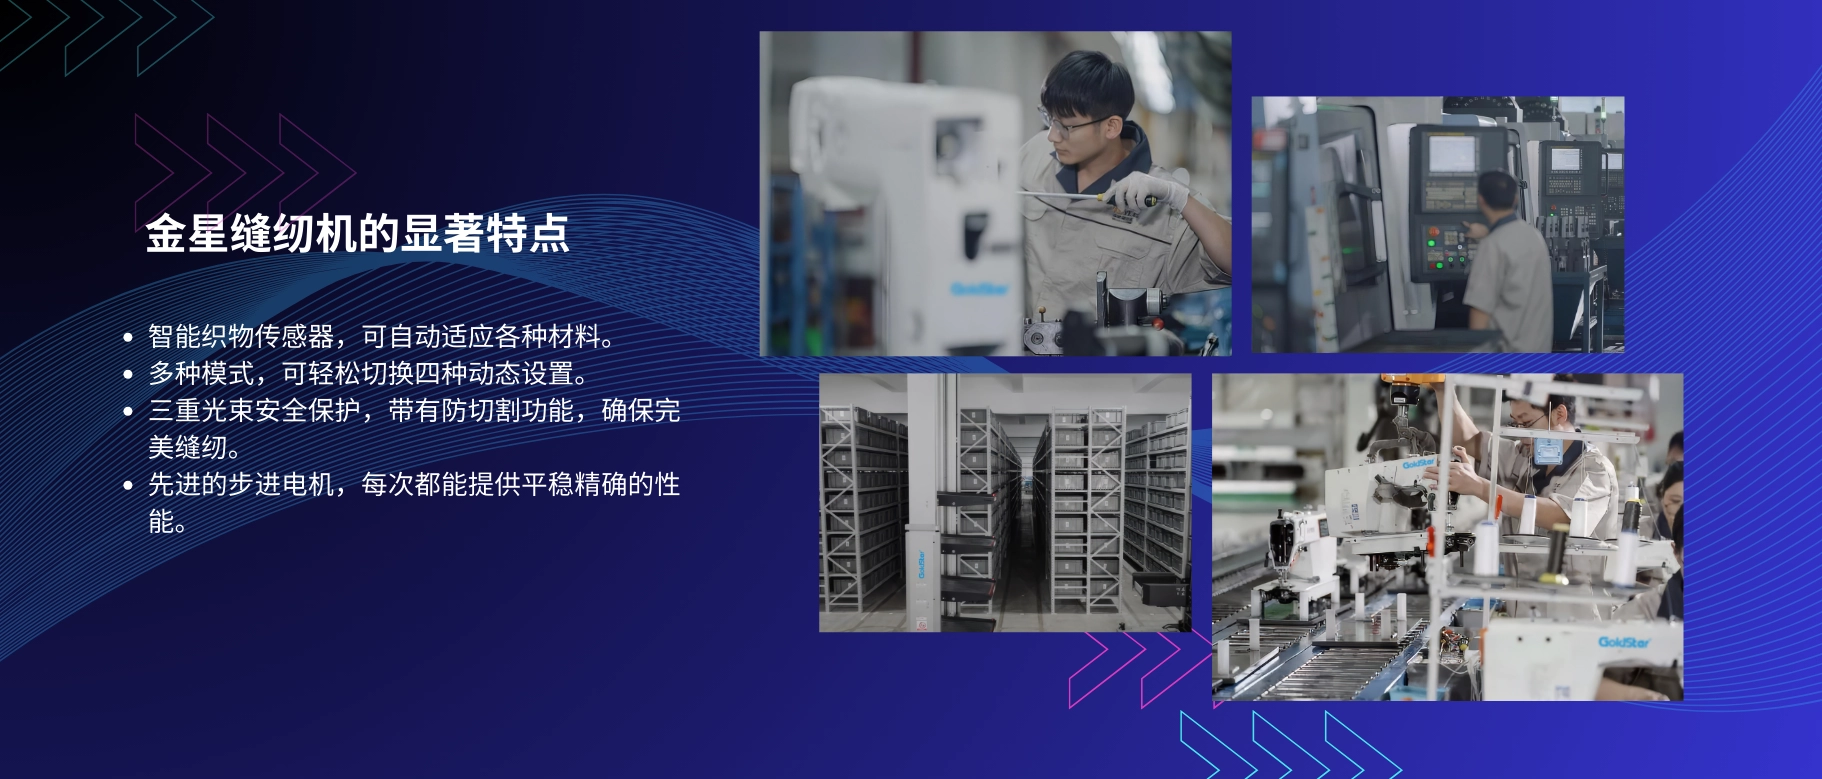 金星缝纫机的显著特点
智能织物传感器，可自动适应各种材料。
多种模式，可轻松切换四种动态设置。
三重光束安全保护，带有防切割功能，确保完
美缝纫。
先进的步进电机，每次都能提供平稳精确的性
能。
GoldStar
GoldStar
GoldStar
GoldStar